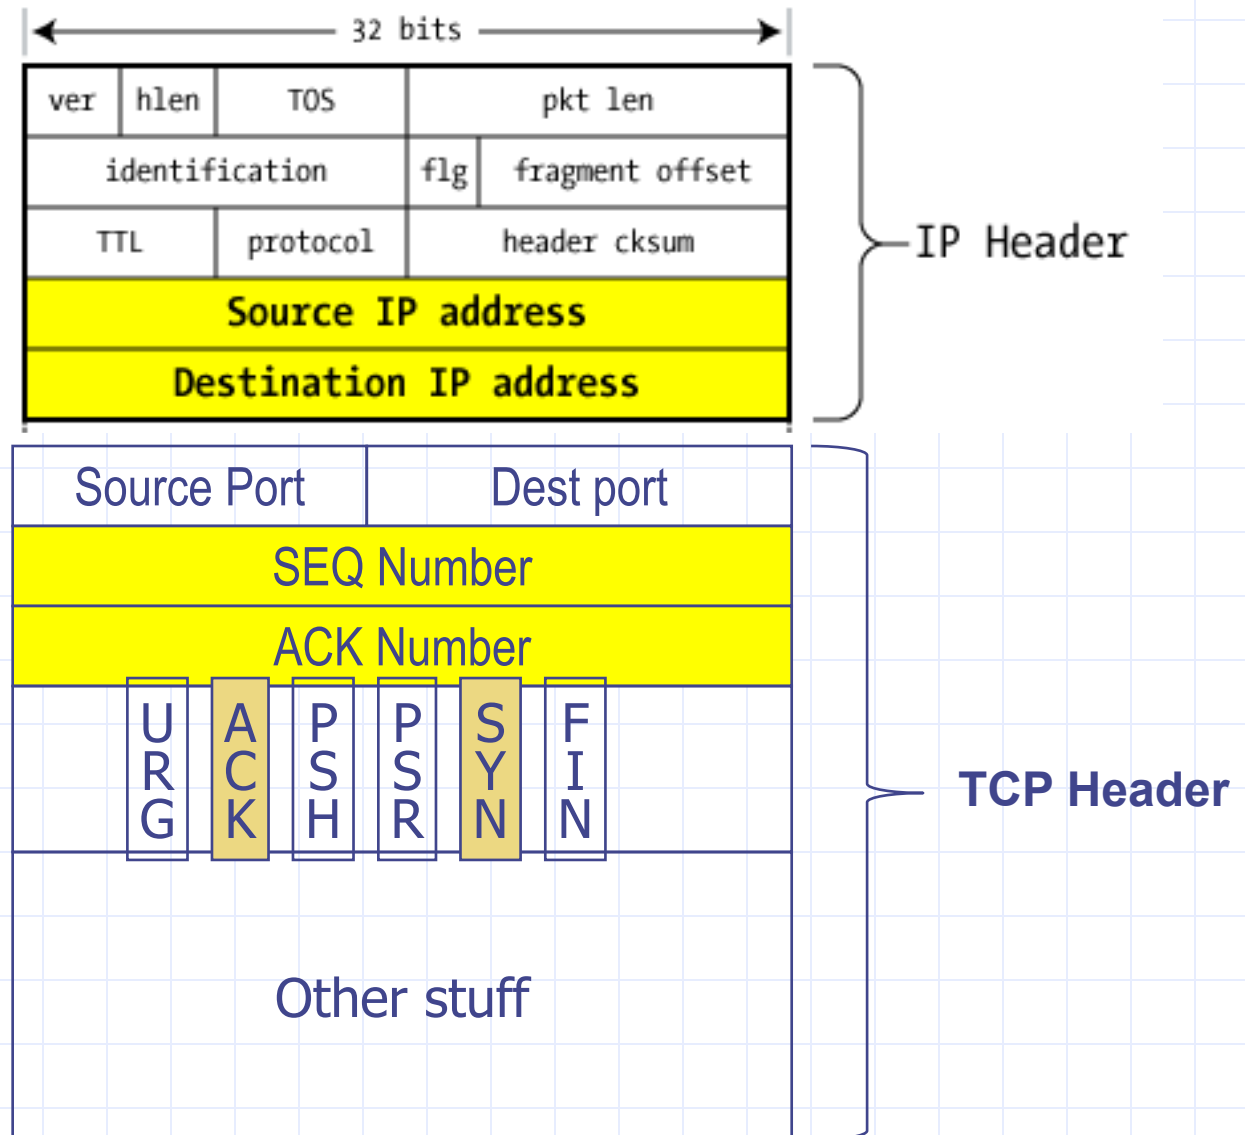 32 bits
ver hlen TOS pkt len
identification flg fragment offset
TTL protocol header cksum
IP Header
Source IP address
Destination IP address
Source Port Dest port
SEQ Number
ACK Number
URG ACK PSH PSR SYN FIN
TCP Header
Other stuff